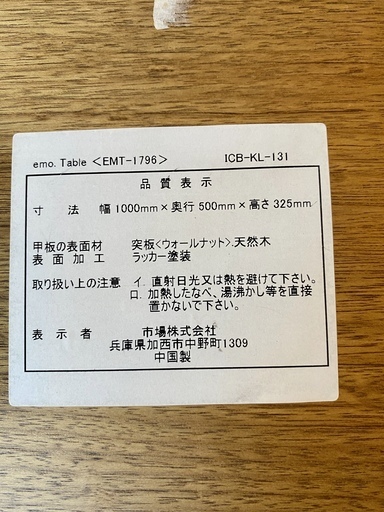 emo. Table <EMT-1796> ICB-KL-131
品質表示
寸法 幅1000mm×奥行500mm×高さ325mm
甲板の表面材 突板<ウォールナット>.天然木
表面加工 ラッカー塗装
取り扱い上の注意 イ. 直射日光又は熱を避けて下さい。
ロ. 加熱したなべ、湯沸かし等を直接
置かないで下さい。
表示者 市場株式会社
兵庫県加西市中野町1309
中国製